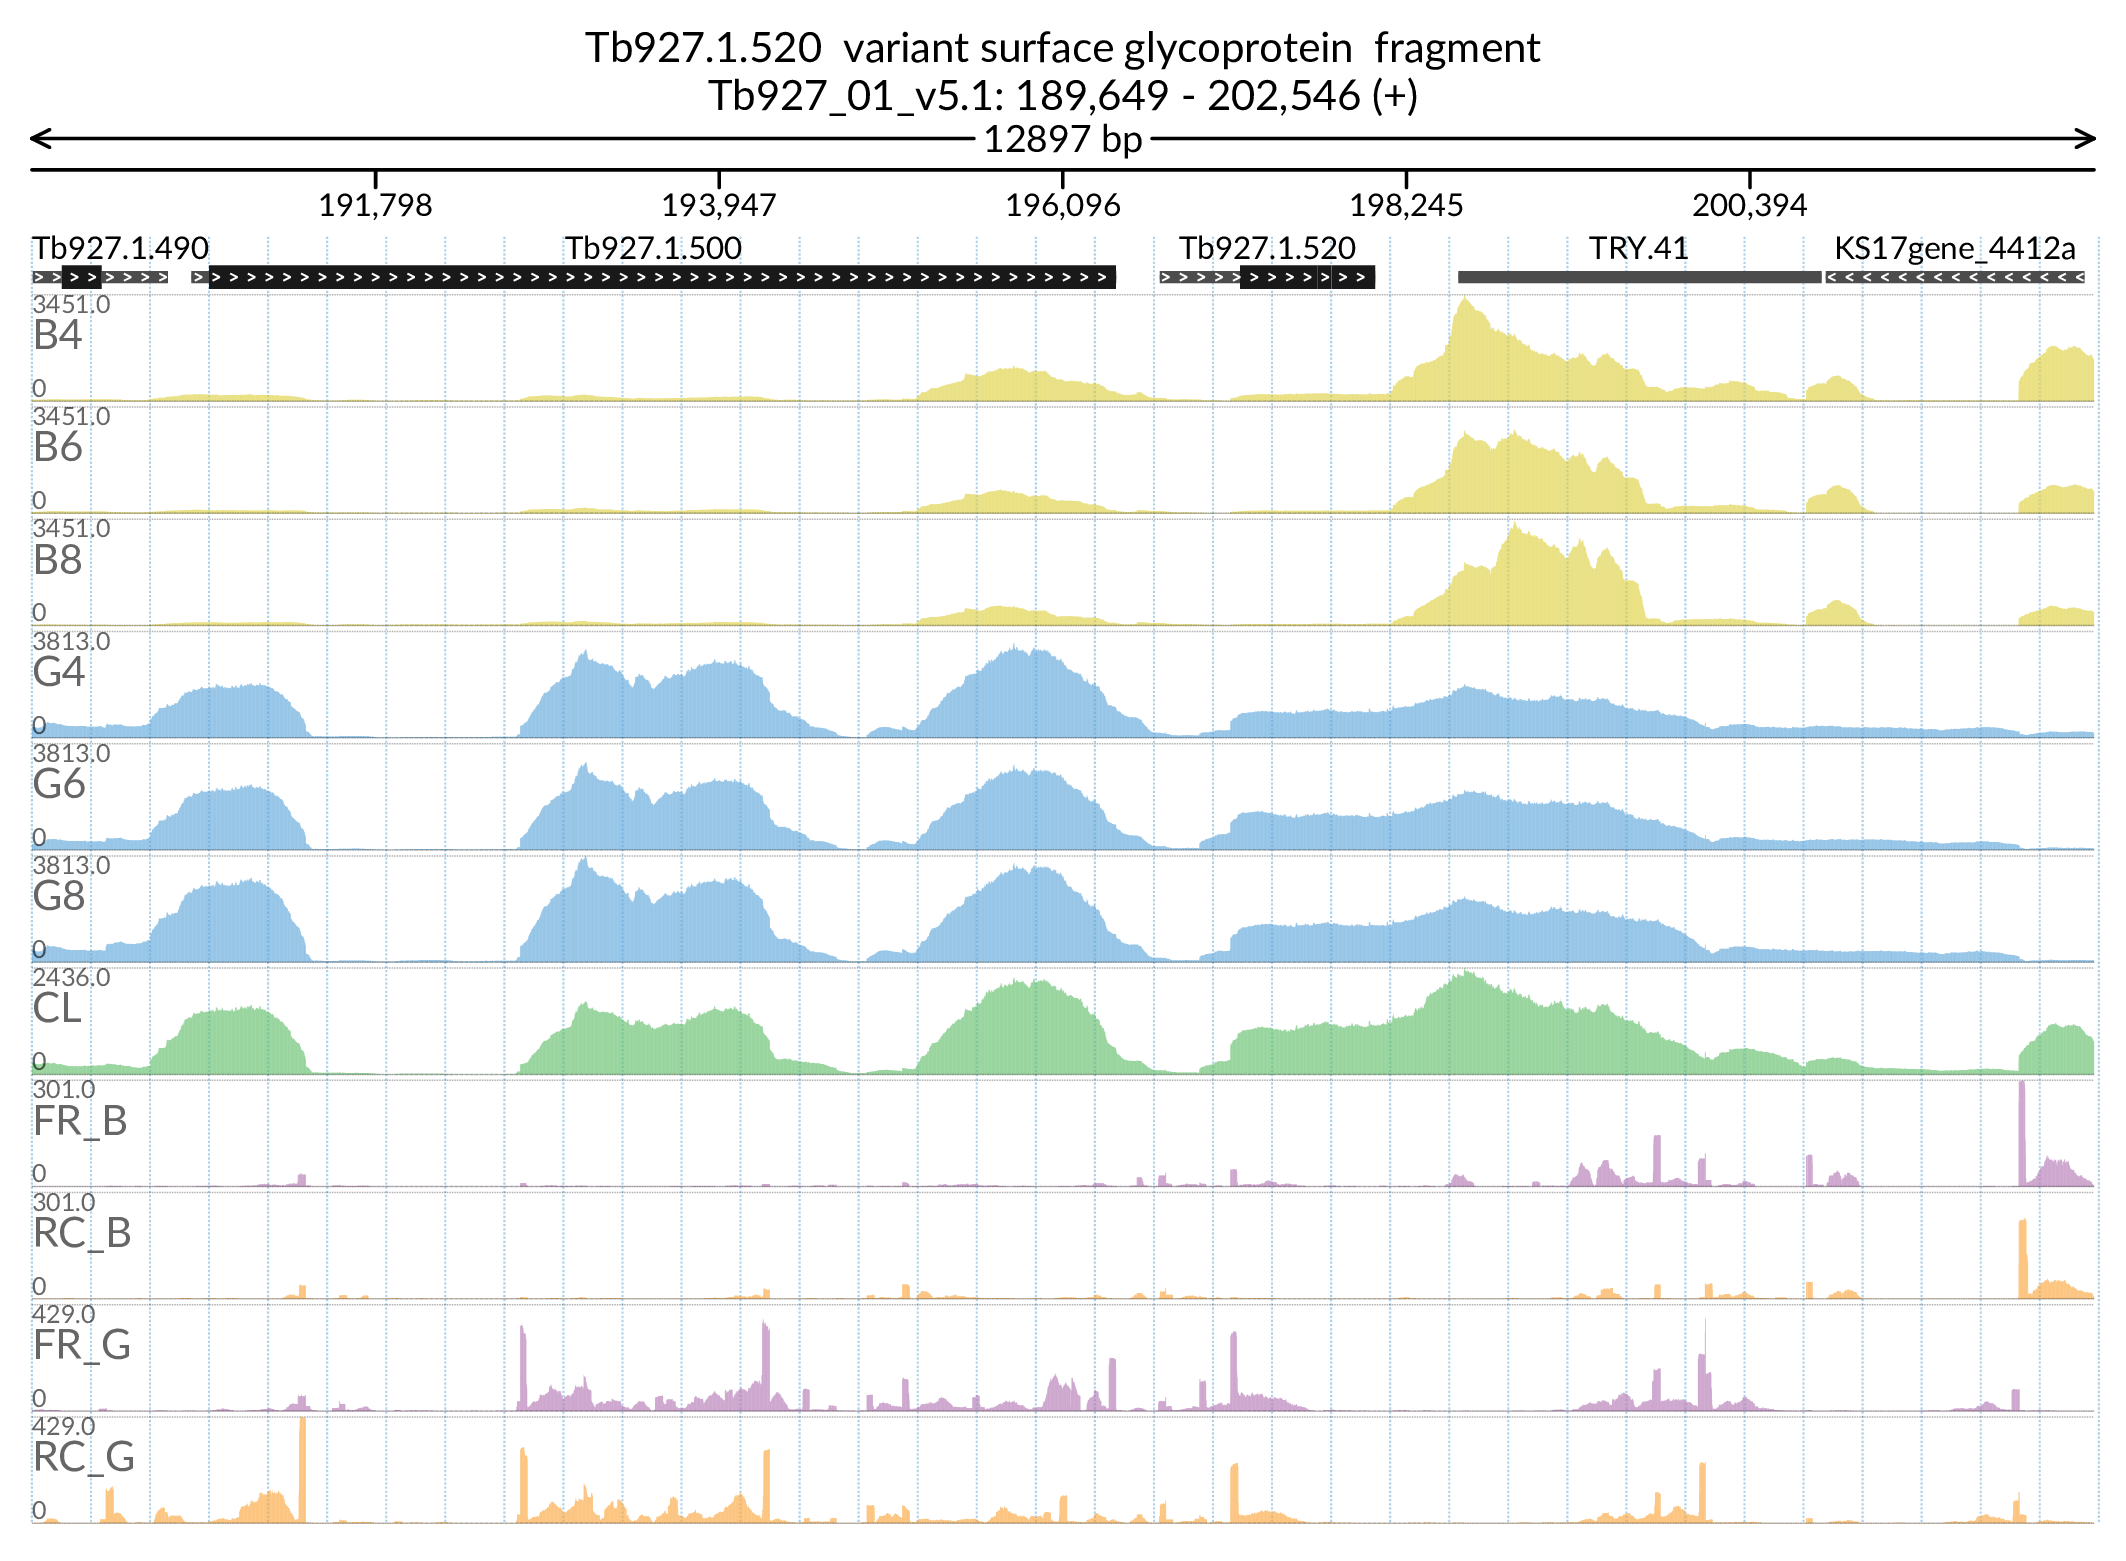 Tb927.1.520 variant surface glycoprotein fragment
Tb927_01_v5.1: 189,649 - 202,546 (+)
12897 bp
191,798 193,947 196,096 198,245 200,394
Tb927.1.490 Tb927.1.500 Tb927.1.520 TRY.41 KS17gene_4412a
3451.0
B4
0
3451.0
B6
0
3451.0
B8
0
3813.0
G4
0
3813.0
G6
0
3813.0
G8
0
2436.0
CL
0
301.0
FR_B
0
301.0
RC_B
0
429.0
FR_G
0
429.0
RC_G
0